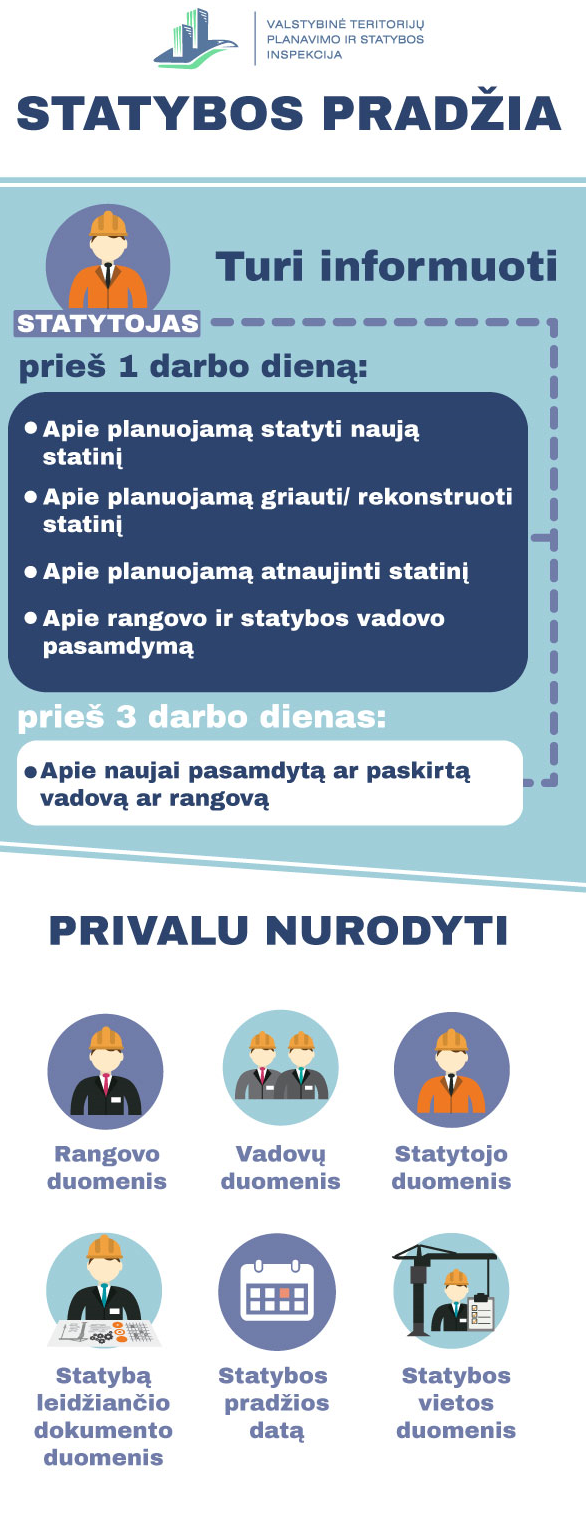 VALSTYBINĖ TERITORIJŲ
PLANAVIMO IR STATYBOS
INSPEKCIJA
STATYBOS PRADŽIA
Turi informuoti
STATYTOJAS
prieš 1 darbo dieną:
Apie planuojamą statyti naują
statinį
Apie planuojamą griauti/ rekonstruoti
statinį
Apie planuojamą atnaujinti statinį
Apie rangovo ir statybos vadovo
pasamdymą
prieš 3 darbo dienas:
Apie naujai pasamdytą ar paskirtą
vadovą ar rangovą
PRIVALU NURODYTI
Rangovo
duomenis
Vadovų
duomenis
Statytojo
duomenis
Statybą
leidžiančio
dokumento
duomenis
Statybos
pradžios
datą
Statybos
vietos
duomenis